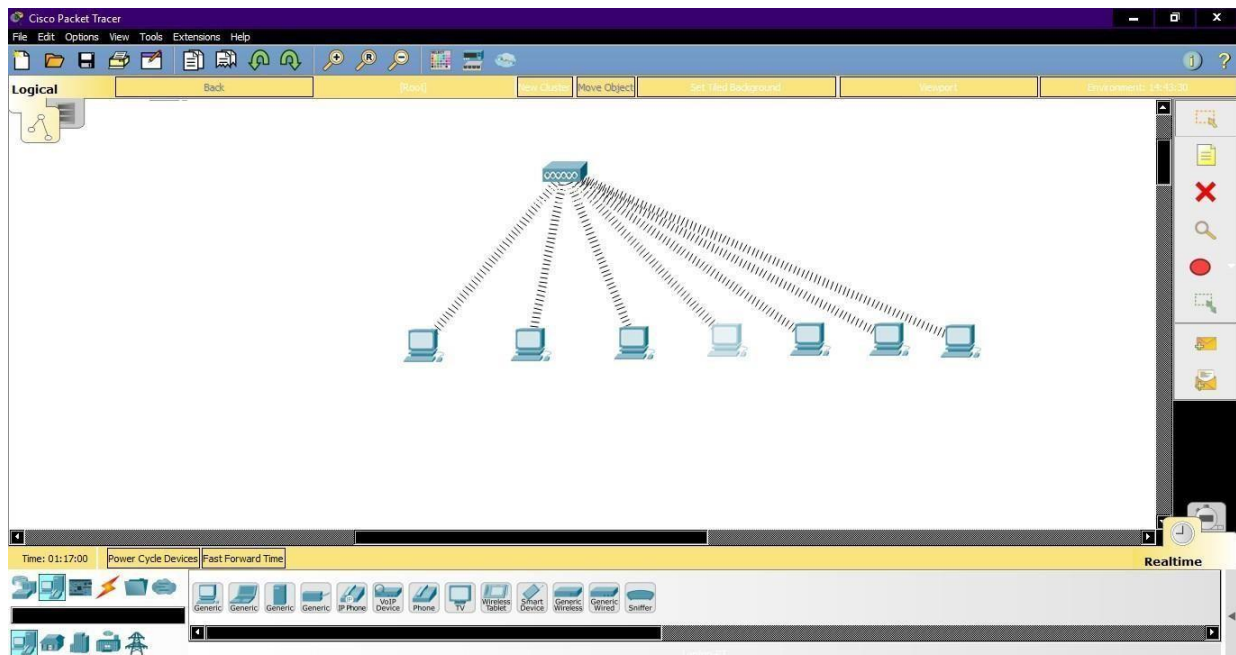 Cisco Packet Tracer
File Edit Options View Tools Extensions Help
Logical Back [Root] New Cluster Move Object Set Tiled Background Viewport Environment: 14:43:30
Time: 01:17:00 Power Cycle Devices Fast Forward Time Realtime
Generic Generic Generic Generic IP Phone VoIP Device Phone TV Wireless Tablet Smart Device Generic Wireless Generic Wired Sniffer